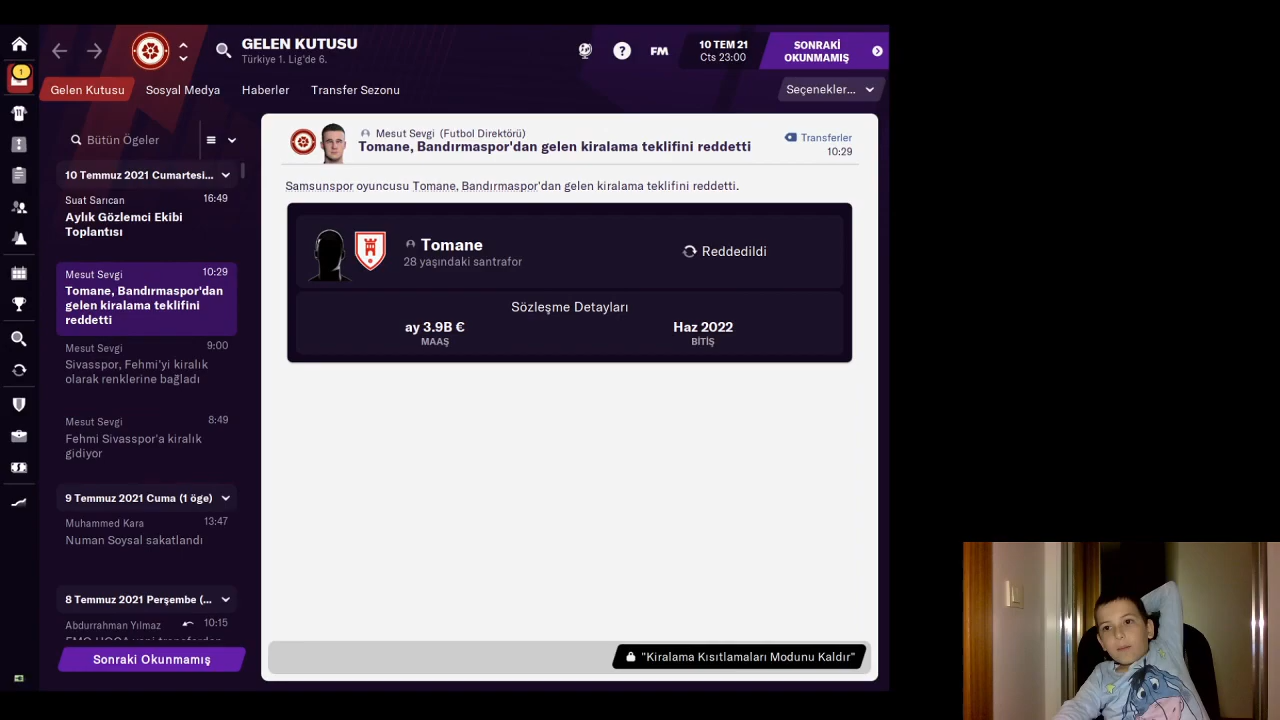 GELEN KUTUSU
Türkiye 1. Lig'de 6.
FM
10 TEM 21
Cts 23:00
SONRAKİ
OKUNMAMIŞ
1
11
Gelen Kutusu
Sosyal Medya
Haberler
Transfer Sezonu
Seçenekler...
Bütün Ögeler
10 Temmuz 2021 Cumartesi...
Suat Sarıcan
16:49
Aylık Gözlemci Ekibi
Toplantısı
Mesut Sevgi
10:29
Tomane, Bandırmaspor'dan
gelen kiralama teklifini
reddetti
Mesut Sevgi
9:00
Sivasspor, Fehmi'yi kiralık
olarak renklerine bağladı
Mesut Sevgi
8:49
Fehmi Sivasspor'a kiralık
gidiyor
9 Temmuz 2021 Cuma (1 öge)
Muhammed Kara
13:47
Numan Soysal sakatlandı
8 Temmuz 2021 Perşembe (...
Abdurrahman Yılmaz
10:15
Sonraki Okunmamış
Mesut Sevgi (Futbol Direktörü)
Tomane, Bandırmaspor'dan gelen kiralama teklifini reddetti
Transferler
10:29
Samsunspor oyuncusu Tomane, Bandırmaspor'dan gelen kiralama teklifini reddetti.
Tomane
28 yaşındaki santrafor
Reddedildi
Sözleşme Detayları
ay 3.9B €
MAAŞ
Haz 2022
BİTİŞ
"Kiralama Kısıtlamaları Modunu Kaldır"